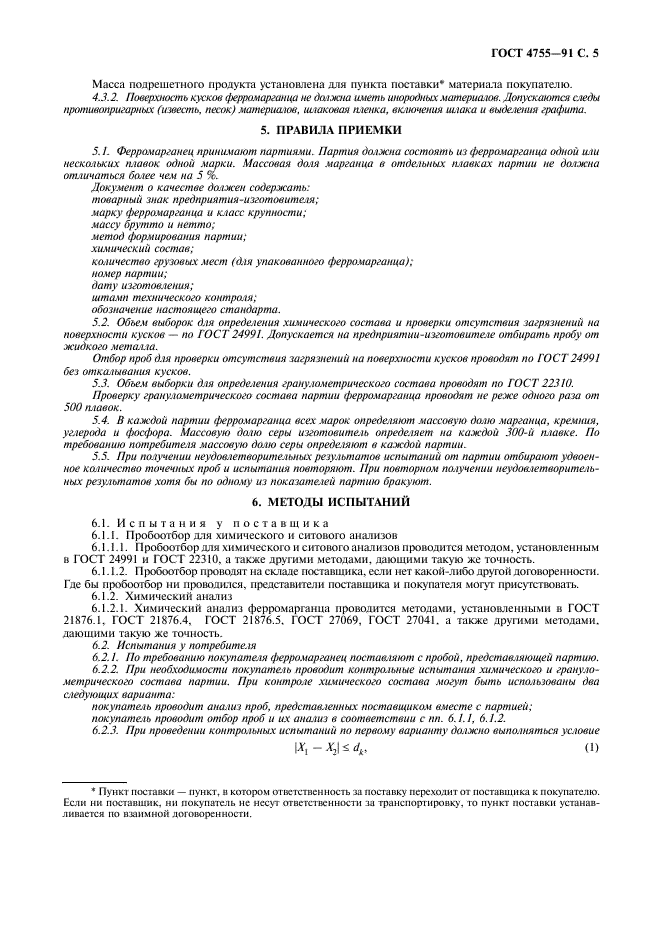 ГОСТ 4755—91 С. 5
Масса подрешетного продукта установлена для пункта поставки* материала покупателю.
4.3.2. Поверхность кусков ферромарганца не должна иметь инородных материалов. Допускаются следы
противопригарных (известь, песок) материалов, шлаковая пленка, включения шлака и выделения графита.
5. ПРАВИЛА ПРИЕМКИ
5.1. Ферромарганец принимают партиями. Партия должна состоять из ферромарганца одной или
нескольких плавок одной марки. Массовая доля марганца в отдельных плавках партии не должна
отличаться более чем на 5 %.
Документ о качестве должен содержать:
товарный знак предприятия-изготовителя;
марку ферромарганца и класс крупности;
массу брутто и нетто;
метод формирования партии;
химический состав;
количество грузовых мест (для упакованного ферромарганца);
номер партии;
дату изготовления;
штамп технического контроля;
обозначение настоящего стандарта.
5.2. Объем выборок для определения химического состава и проверки отсутствия загрязнений на
поверхности кусков — по ГОСТ 24991. Допускается на предприятии-изготовителе отбирать пробу от
жидкого металла.
Отбор проб для проверки отсутствия загрязнений на поверхности кусков проводят по ГОСТ 24991
без откалывания кусков.
5.3. Объем выборки для определения гранулометрического состава проводят по ГОСТ 22310.
Проверку гранулометрического состава партии ферромарганца проводят не реже одного раза от
500 плавок.
5.4. В каждой партии ферромарганца всех марок определяют массовую долю марганца, кремния,
углерода и фосфора. Массовую долю серы изготовитель определяет на каждой 300-й плавке. По
требованию потребителя массовую долю серы определяют в каждой партии.
5.5. При получении неудовлетворительных результатов испытаний от партии отбирают удвоен-
ное количество точечных проб и испытания повторяют. При повторном получении неудовлетворитель-
ных результатов хотя бы по одному из показателей партию бракуют.
6. МЕТОДЫ ИСПЫТАНИЙ
6.1. Испытания у поставщика
6.1.1. Пробоотбор для химического и ситового анализов
6.1.1.1. Пробоотбор для химического и ситового анализов проводится методом, установленным
в ГОСТ 24991 и ГОСТ 22310, а также другими методами, дающими такую же точность.
6.1.1.2. Пробоотбор проводят на складе поставщика, если нет какой-либо другой договоренности.
Где бы пробоотбор ни проводился, представители поставщика и покупателя могут присутствовать.
6.1.2. Химический анализ
6.1.2.1. Химический анализ ферромарганца проводится методами, установленными в ГОСТ
21876.1, ГОСТ 21876.4, ГОСТ 21876.5, ГОСТ 27069, ГОСТ 27041, а также другими методами,
дающими такую же точность.
6.2. Испытания у потребителя
6.2.1. По требованию покупателя ферромарганец поставляют с пробой, представляющей партию.
6.2.2. При необходимости покупатель проводит контрольные испытания химического и грануло-
метрического состава партии. При контроле химического состава могут быть использованы два
следующих варианта:
покупатель проводит анализ проб, представленных поставщиком вместе с партией;
покупатель проводит отбор проб и их анализ в соответствии с пп. 6.1.1, 6.1.2.
6.2.3. При проведении контрольных испытаний по первому варианту должно выполняться условие
|X₁ — X₂| ≤ dₖ, (1)
* Пункт поставки — пункт, в котором ответственность за поставку переходит от поставщика к покупателю.
Если ни поставщик, ни покупатель не несут ответственности за транспортировку, то пункт поставки устанав-
ливается по взаимной договоренности.